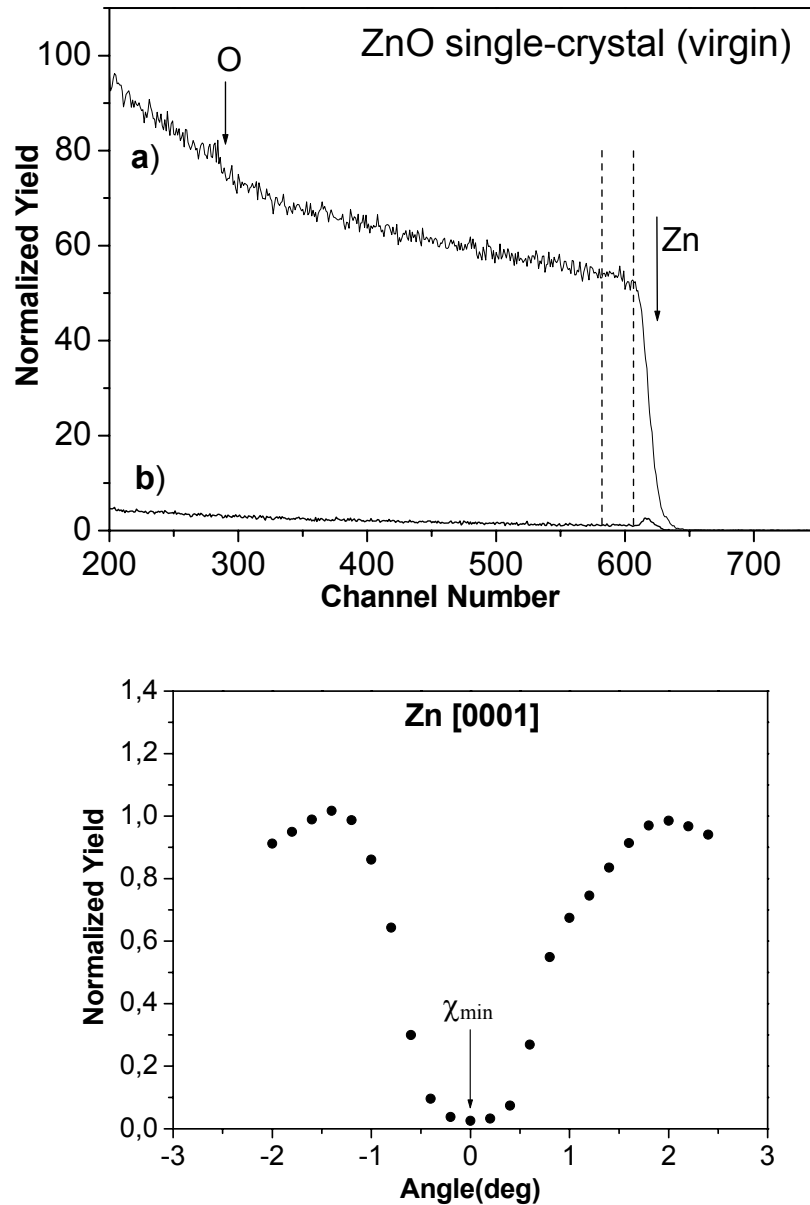 ZnO single-crystal (virgin)
100
80
60
40
20
0
Normalized Yield
O
a)
Zn
b)
200 300 400 500 600 700
Channel Number
1,4
1,2
1,0
0,8
0,6
0,4
0,2
0,0
Normalized Yield
Zn [0001]
χmin
-3 -2 -1 0 1 2 3
Angle(deg)